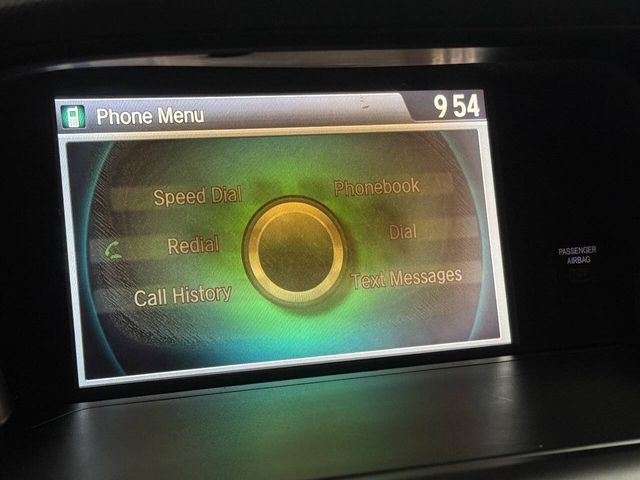 Phone Menu
9 54
Speed Dial
Phonebook
Redial
Dial
Call History
Text Messages
PASSENGER
AIRBAG